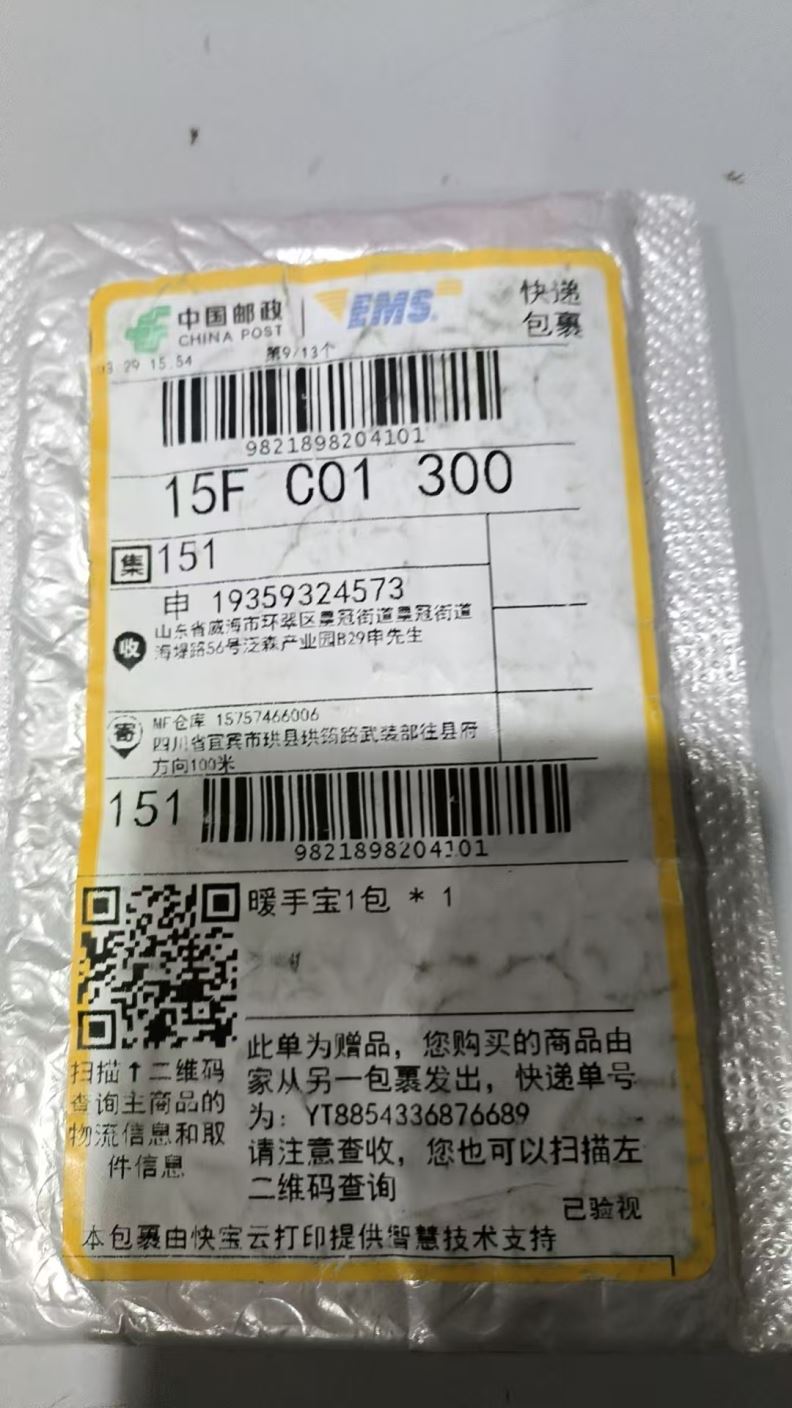 中国邮政
CHINA POST
EMS
快递
包裹
03 29 15.54
第9/13个
9821898204101
15F C01 300
集 151
申 19359324573
收
山东省威海市环翠区皇冠街道皇冠街道
海堤路56号泛森产业园B29申先生
寄
MF仓库 15757466006
四川省宜宾市珙县珙筠路武装部往县府
方向100米
151
9821898204101
暖手宝1包 * 1
扫描↑二维码
查询主商品的
物流信息和取
件信息
此单为赠品，您购买的商品由
家从另一包裹发出，快递单号
为：YT8854336876689
请注意查收，您也可以扫描左
二维码查询
已验视
本包裹由快宝云打印提供智慧技术支持